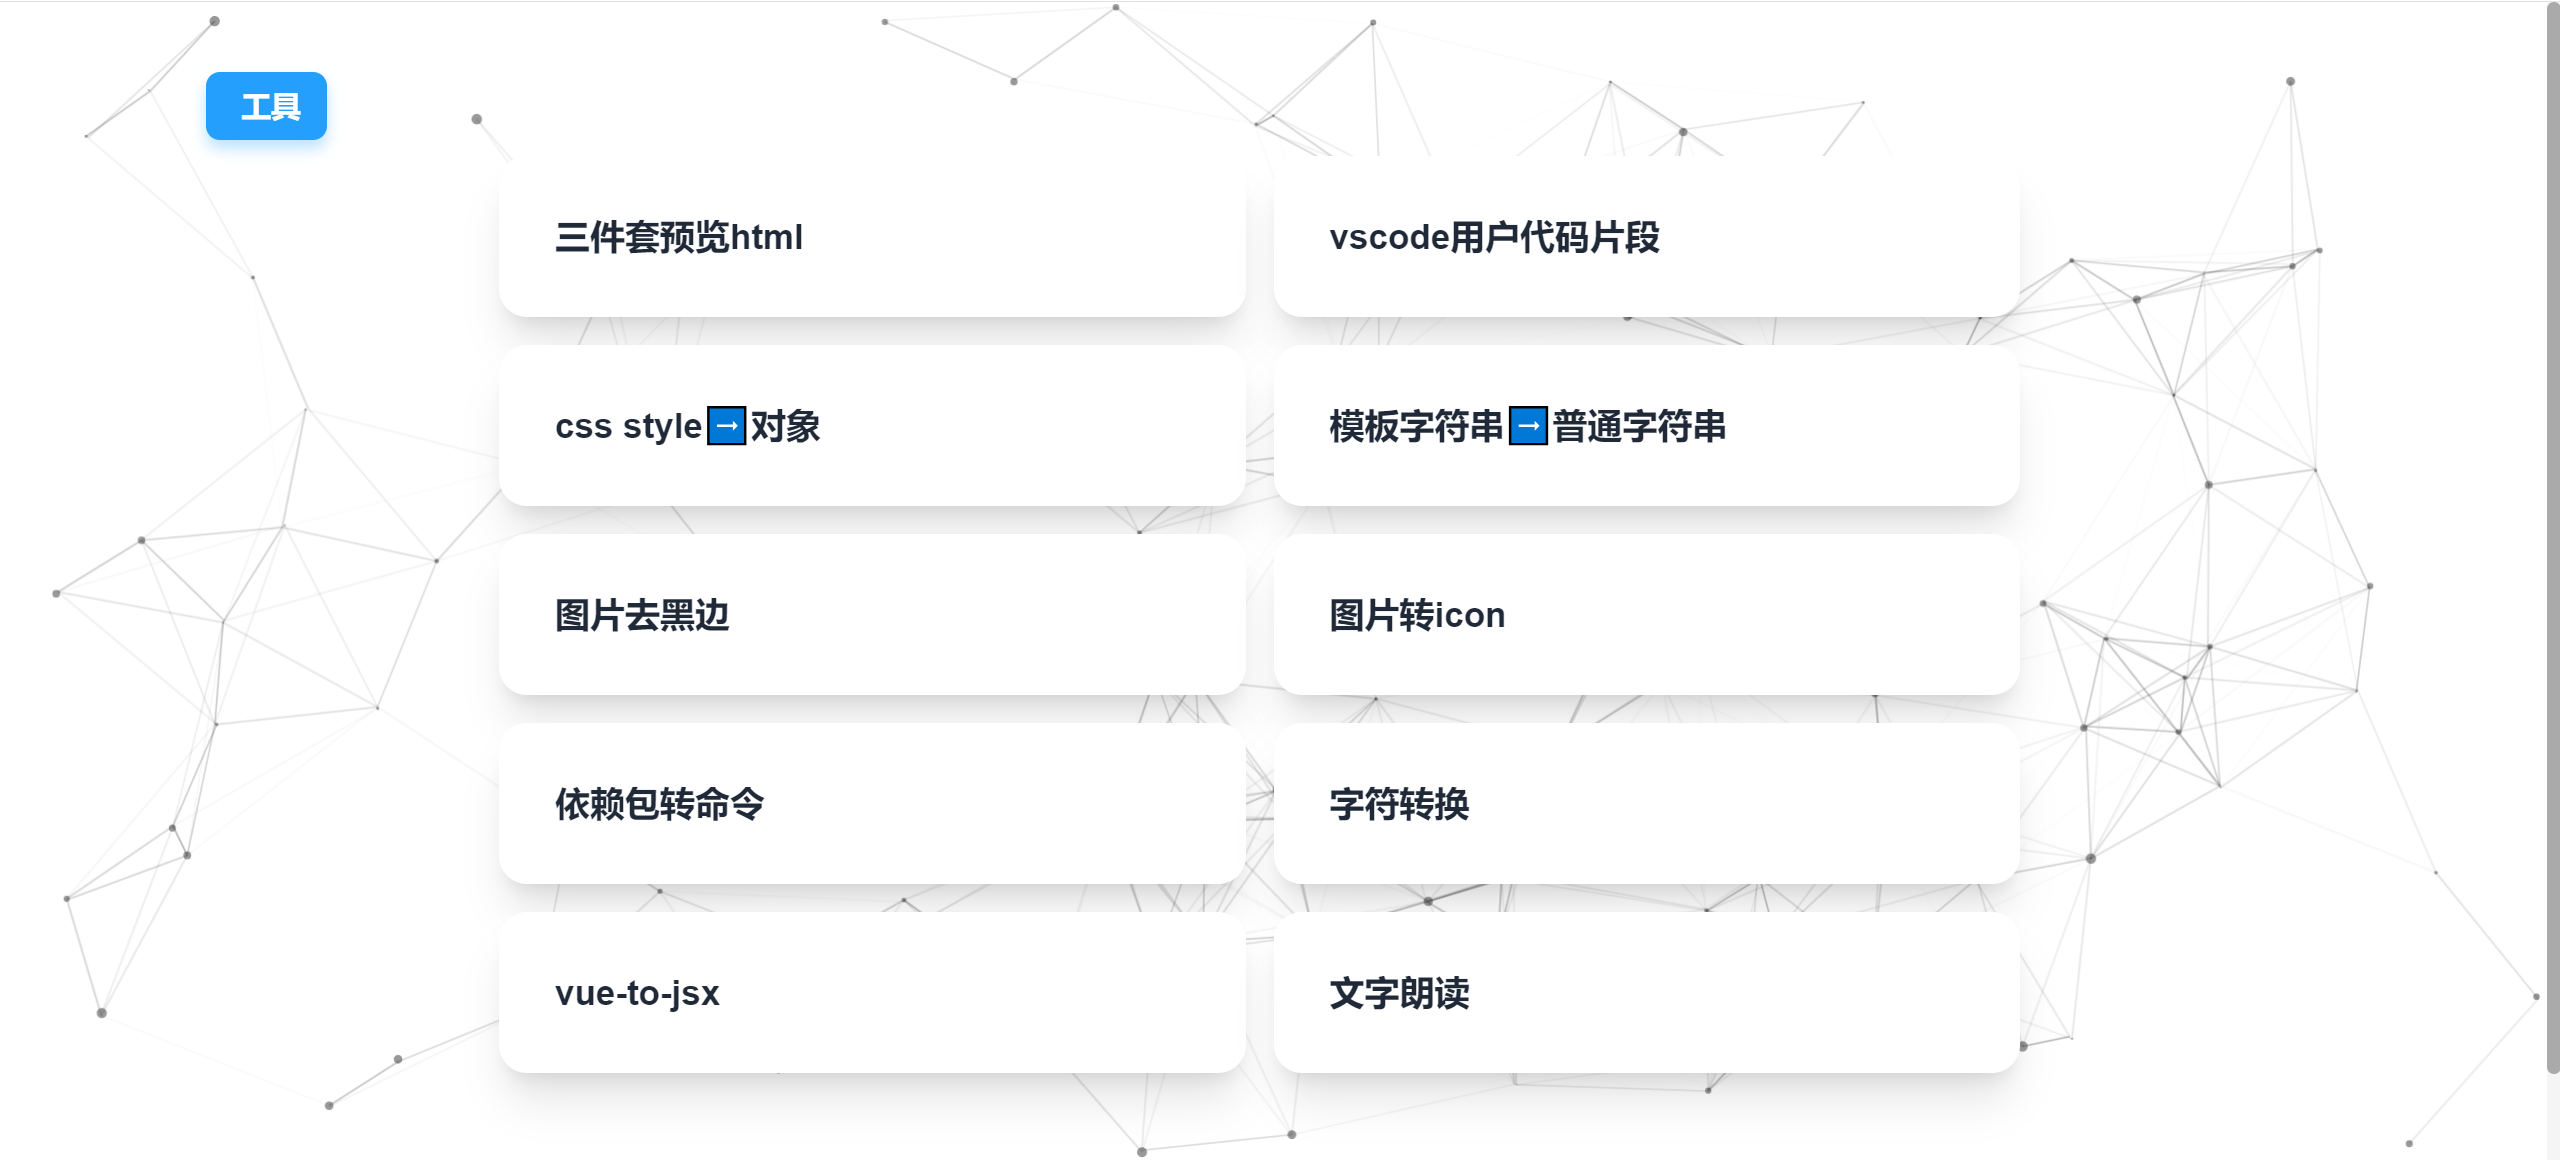 工具
三件套预览html
vscode用户代码片段
css style➡️对象
模板字符串➡️普通字符串
图片去黑边
图片转icon
依赖包转命令
字符转换
vue-to-jsx
文字朗读